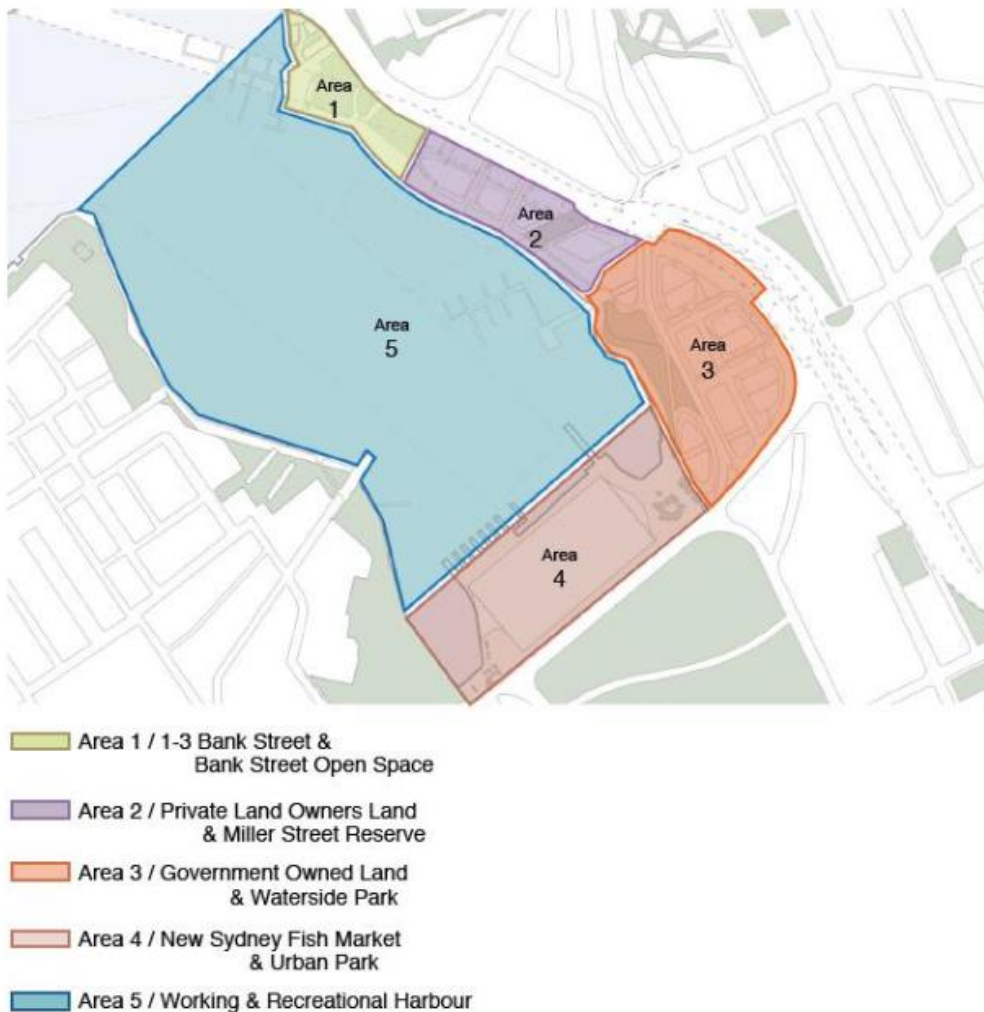 Area
1
Area
2
Area
5
Area
3
Area
4
Area 1 / 1-3 Bank Street &
Bank Street Open Space
Area 2 / Private Land Owners Land
& Miller Street Reserve
Area 3 / Government Owned Land
& Waterside Park
Area 4 / New Sydney Fish Market
& Urban Park
Area 5 / Working & Recreational Harbour